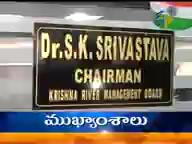 Dr.S.K. SRIVASTAVA
CHAIRMAN
KRISHNA RIVER MANAGEMENT BOARD
ముఖ్యాంశాలు